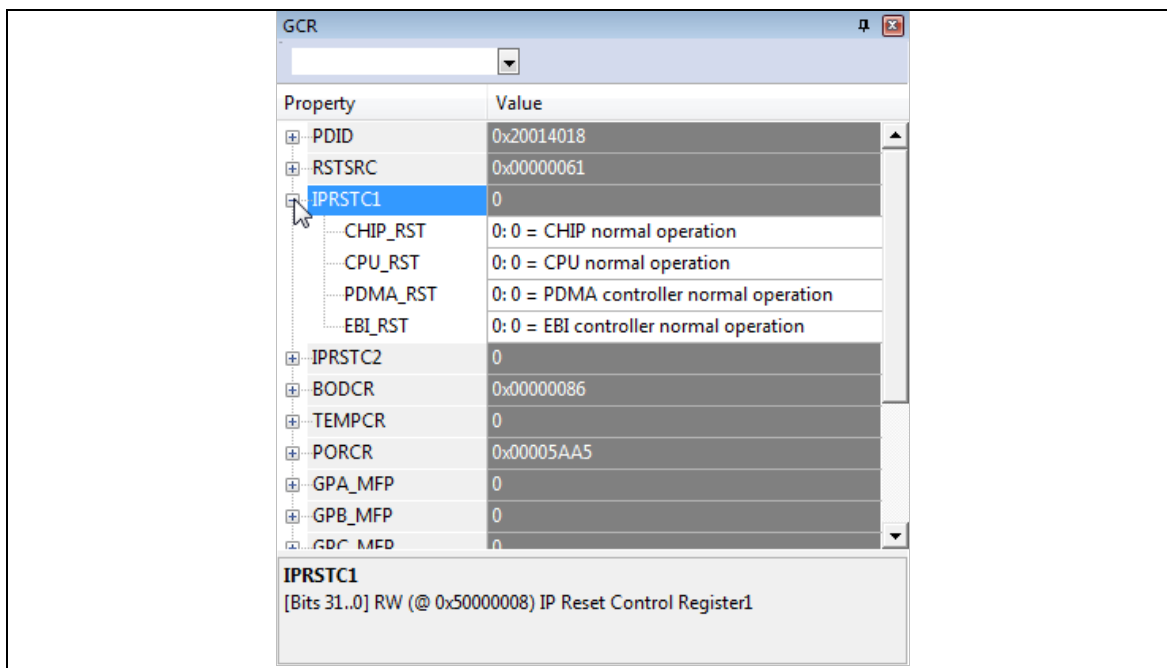 GCR
Property Value
PDID 0x20014018
RSTSRC 0x00000061
IPRSTC1 0
CHIP_RST 0: 0 = CHIP normal operation
CPU_RST 0: 0 = CPU normal operation
PDMA_RST 0: 0 = PDMA controller normal operation
EBI_RST 0: 0 = EBI controller normal operation
IPRSTC2 0
BODCR 0x00000086
TEMPCR 0
PORCR 0x00005AA5
GPA_MFP 0
GPB_MFP 0
GPC_MFP 0
IPRSTC1
[Bits 31..0] RW (@ 0x50000008) IP Reset Control Register1